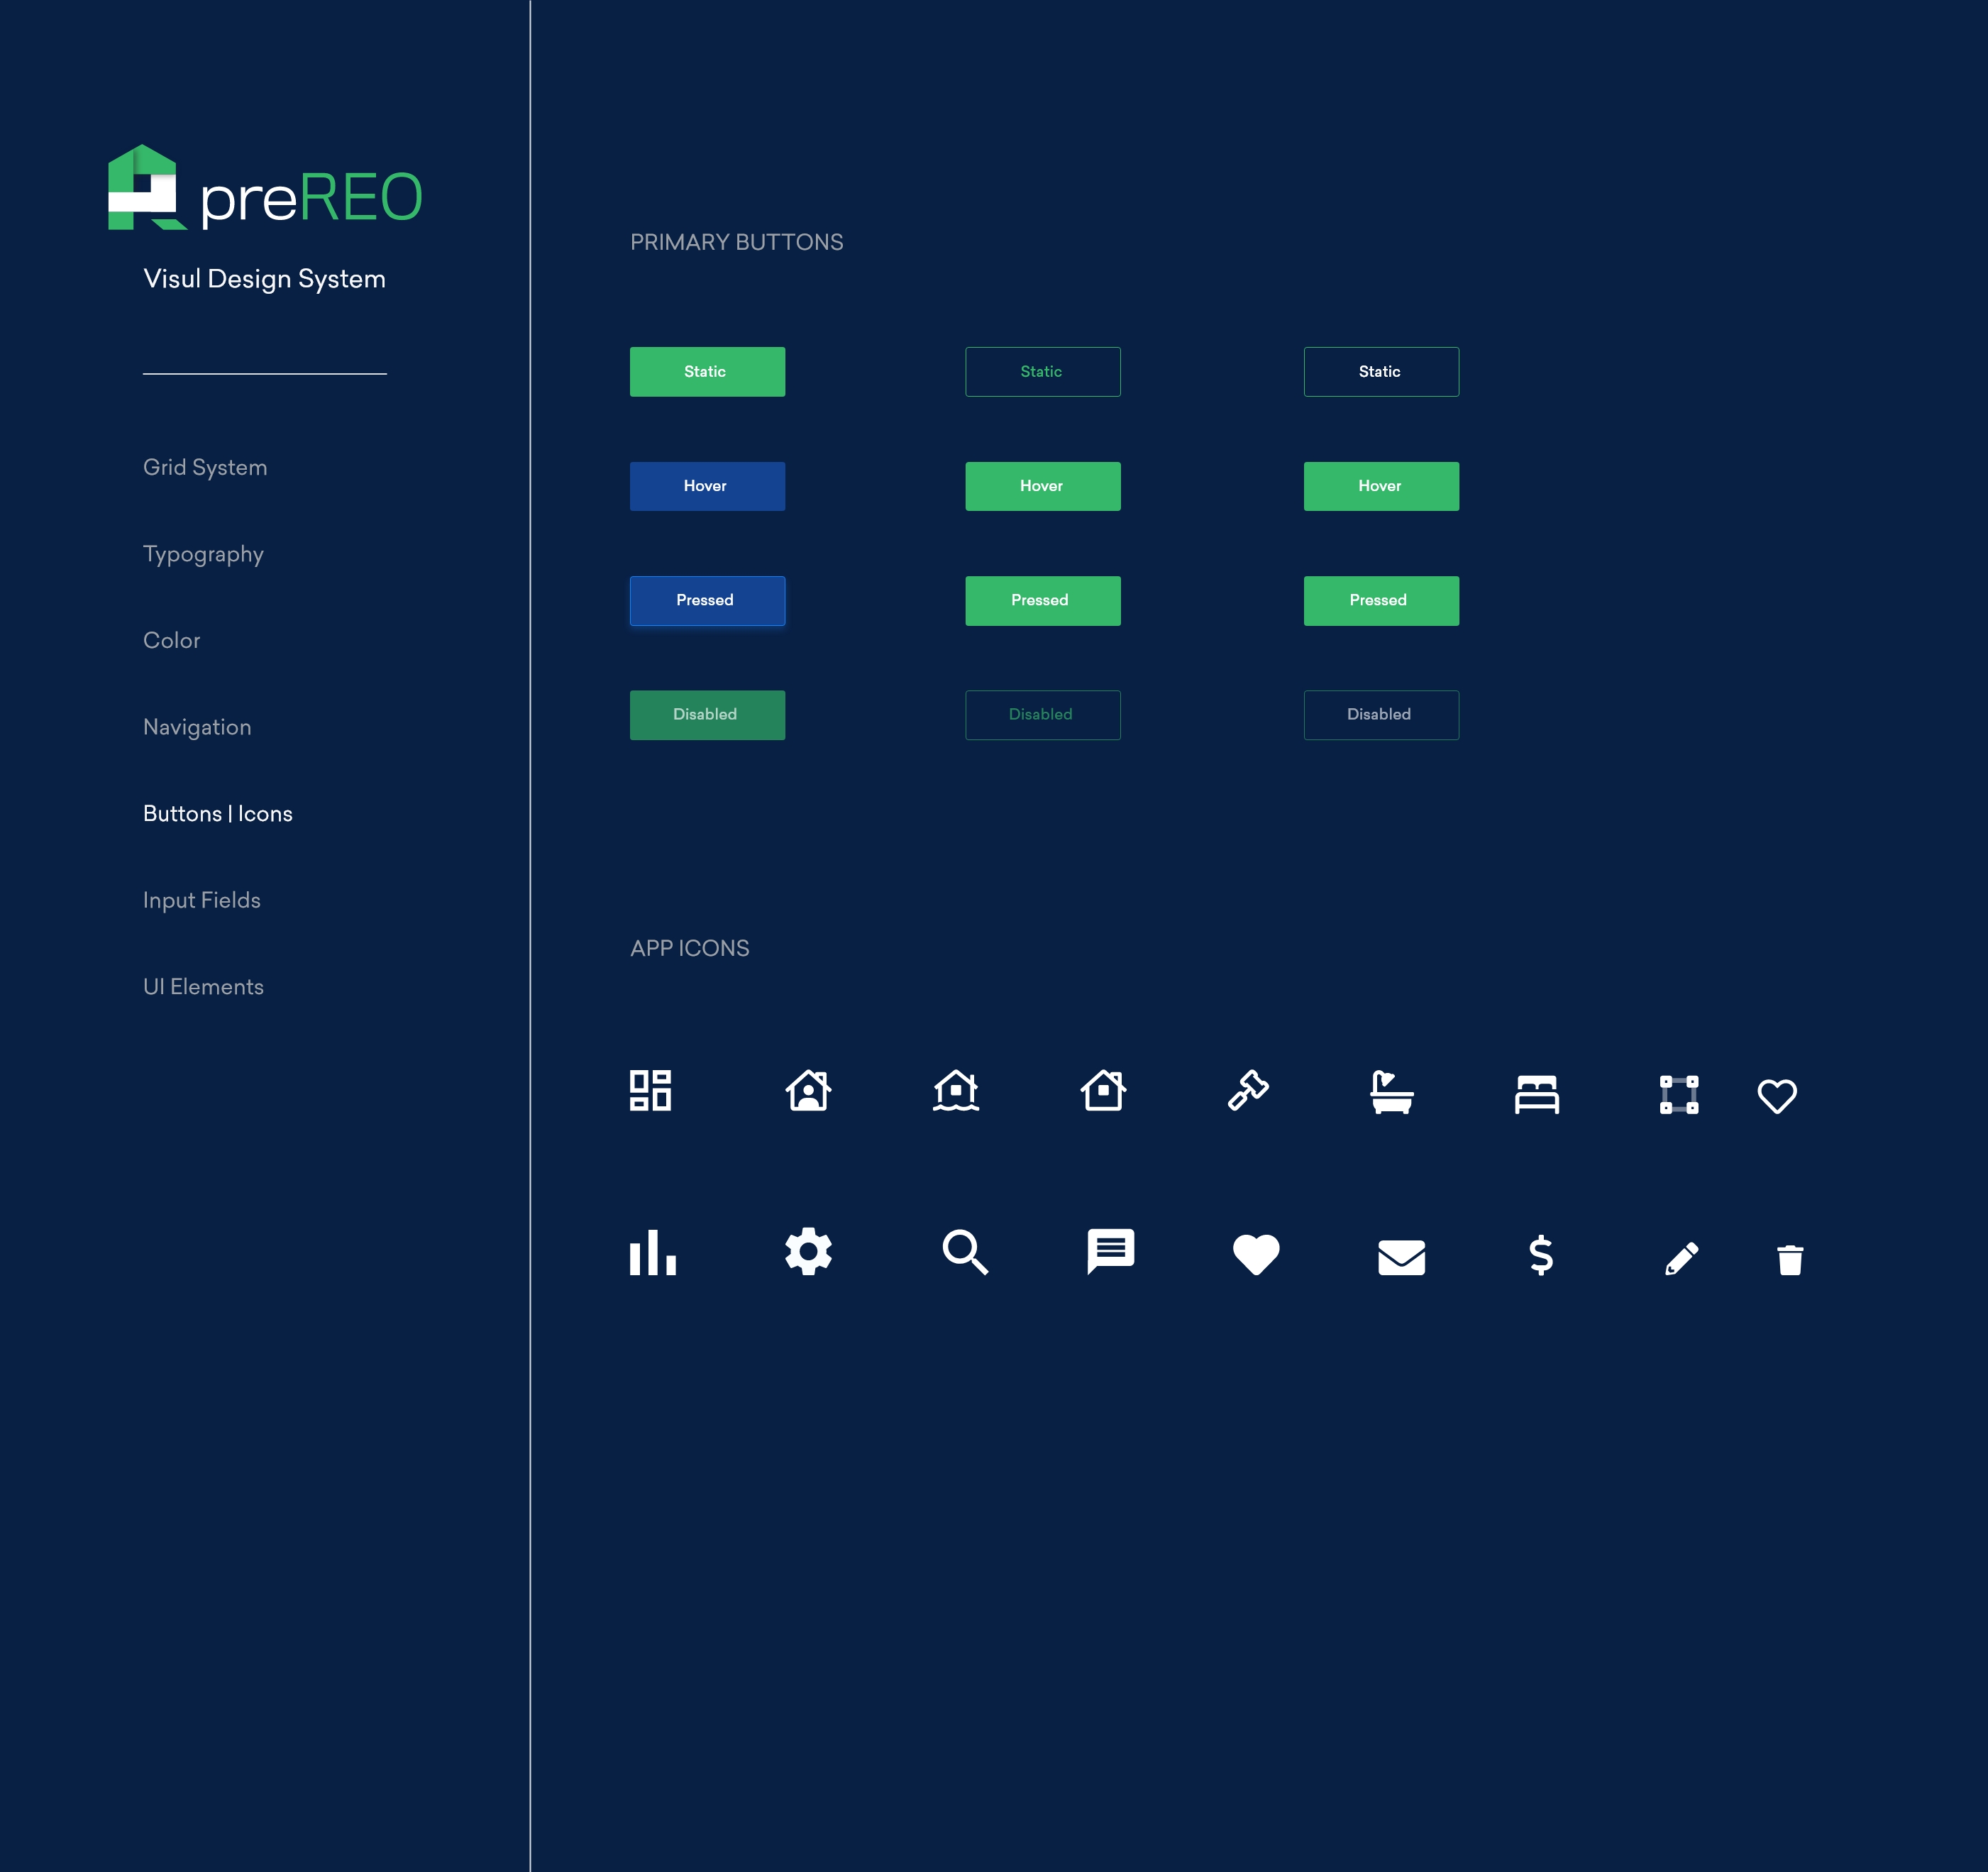 preREO
Visul Design System
Grid System
Typography
Color
Navigation
Buttons | Icons
Input Fields
UI Elements
PRIMARY BUTTONS
Static Static Static
Hover Hover Hover
Pressed Pressed Pressed
Disabled Disabled Disabled
APP ICONS
$